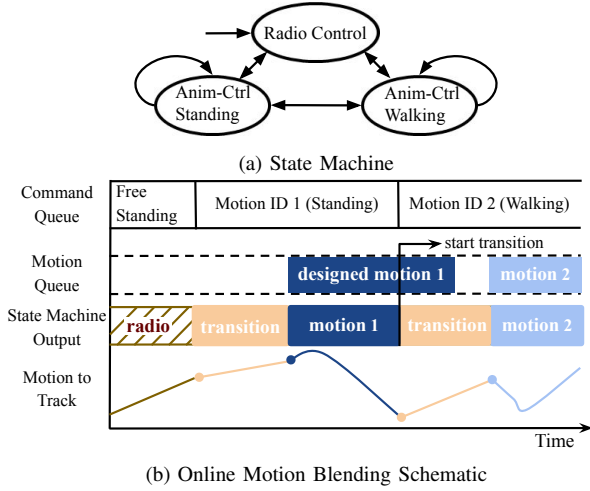 Radio Control
Anim-Ctrl
Standing
Anim-Ctrl
Walking
(a) State Machine
Command
Queue
Free
Standing
Motion ID 1 (Standing)
Motion ID 2 (Walking)
start transition
Motion
Queue
designed motion 1
motion 2
State Machine
Output
radio
transition
motion 1
transition
motion 2
Motion to
Track
Time
(b) Online Motion Blending Schematic